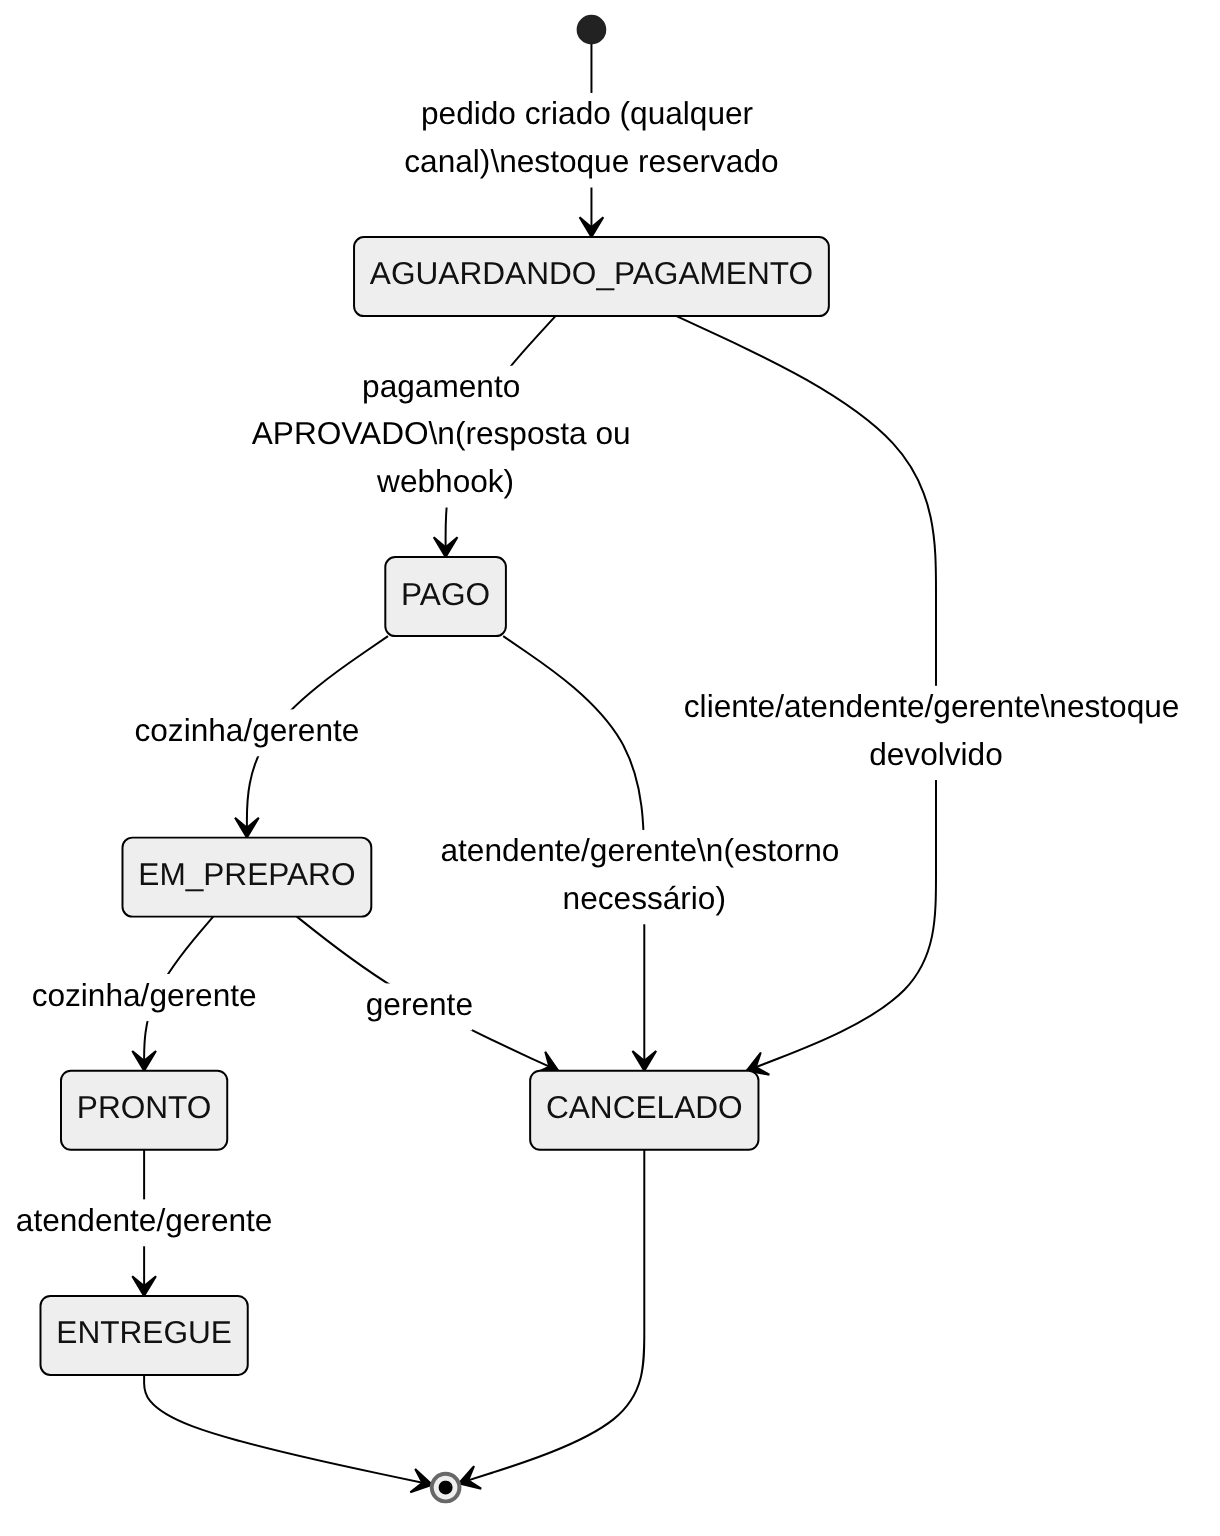 pedido criado (qualquer
canal)\nestoque reservado
AGUARDANDO_PAGAMENTO
pagamento
APROVADO\n(resposta ou
webhook)
PAGO
cliente/atendente/gerente\nestoque
devolvido
cozinha/gerente
atendente/gerente\n(estorno
necessário)
EM_PREPARO
cozinha/gerente
gerente
PRONTO
CANCELADO
atendente/gerente
ENTREGUE